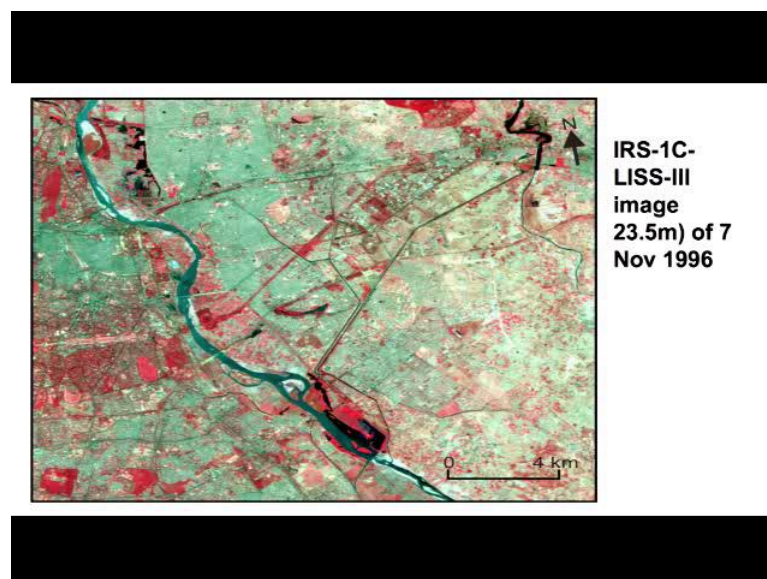 N
IRS-1C-
LISS-III
image
23.5m) of 7
Nov 1996
0 4 km